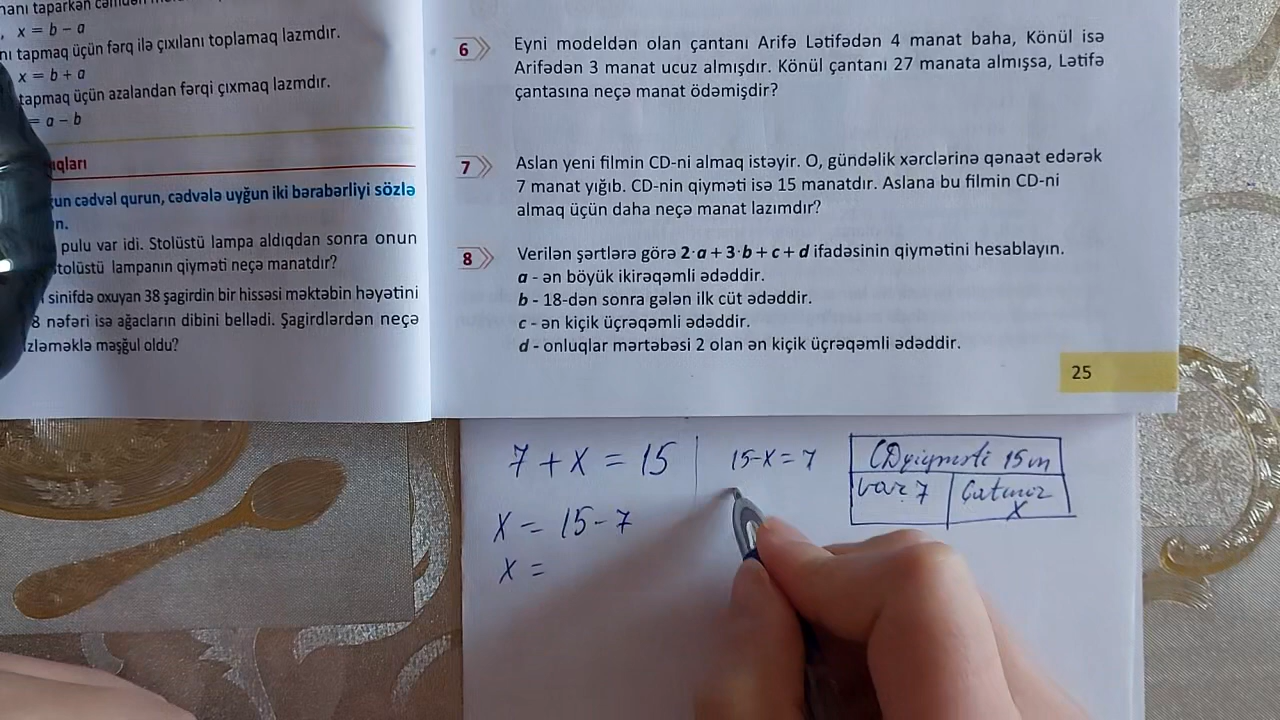 x = b – a
nı tapmaq üçün fərq ilə çıxılanı toplamaq lazımdır.
x = b + a
tapmaq üçün azalandan fərqi çıxmaq lazımdır.
= a – b
cədvəl qurun, cədvələ uyğun iki bərabərliyi sözlə
pulu var idi. Stolüstü lampa aldıqdan sonra onun
stolüstü lampanın qiyməti neçə manatdır?
sinifdə oxuyan 38 şagirdin bir hissəsi məktəbin həyətini
8 nəfəri isə ağacların dibini bellədi. Şagirdlərdən neçə
məşğul oldu?
6 Eyni modeldən olan çantanı Arifə Lətifədən 4 manat baha, Könül isə
Arifədən 3 manat ucuz almışdır. Könül çantanı 27 manata almışsa, Lətifə
çantasına neçə manat ödəmişdir?
7 Aslan yeni filmin CD-ni almaq istəyir. O, gündəlik xərclərinə qənaət edərək
7 manat yığıb. CD-nin qiyməti isə 15 manatdır. Aslana bu filmin CD-ni
almaq üçün daha neçə manat lazımdır?
8 Verilən şərtlərə görə 2·a + 3·b + c + d ifadəsinin qiymətini hesablayın.
a - ən böyük ikirəqəmli ədəddir.
b - 18-dən sonra gələn ilk cüt ədəddir.
c - ən kiçik üçrəqəmli ədəddir.
d - onluqlar mərtəbəsi 2 olan ən kiçik üçrəqəmli ədəddir.
25
7 + x = 15
x = 15 - 7
x =
15 - x = 7
CD qiyməti 15 m
var 7
Çatmır
x